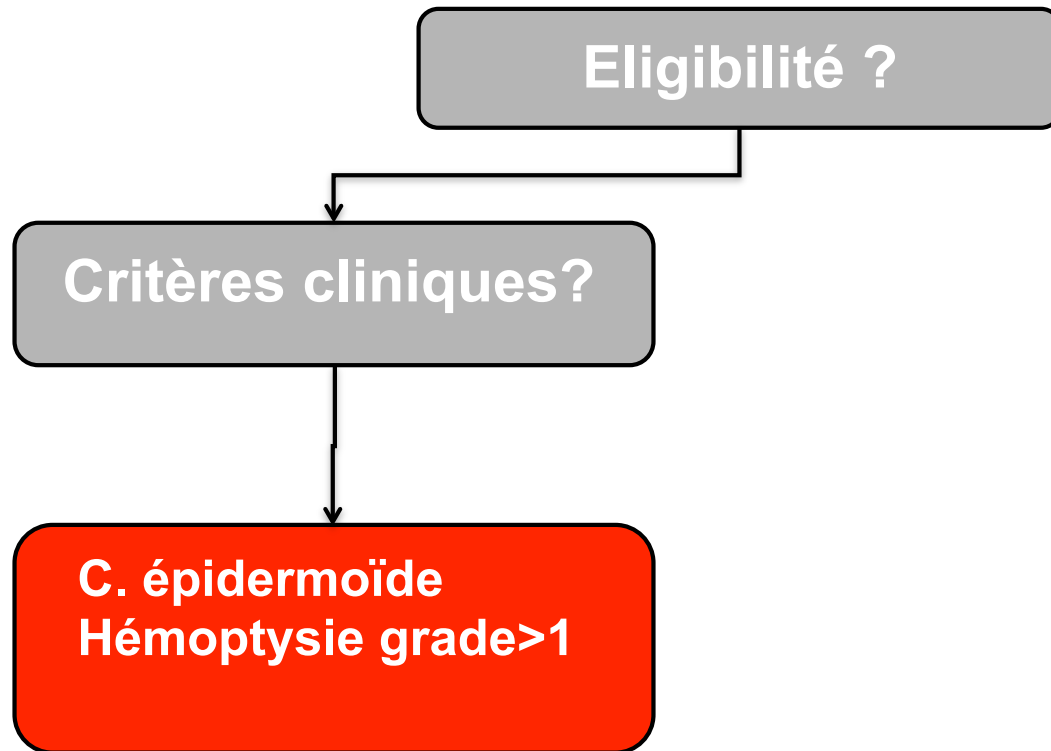 Eligibilité ?
Critères cliniques?
C. épidermoïde
Hémoptysie grade>1